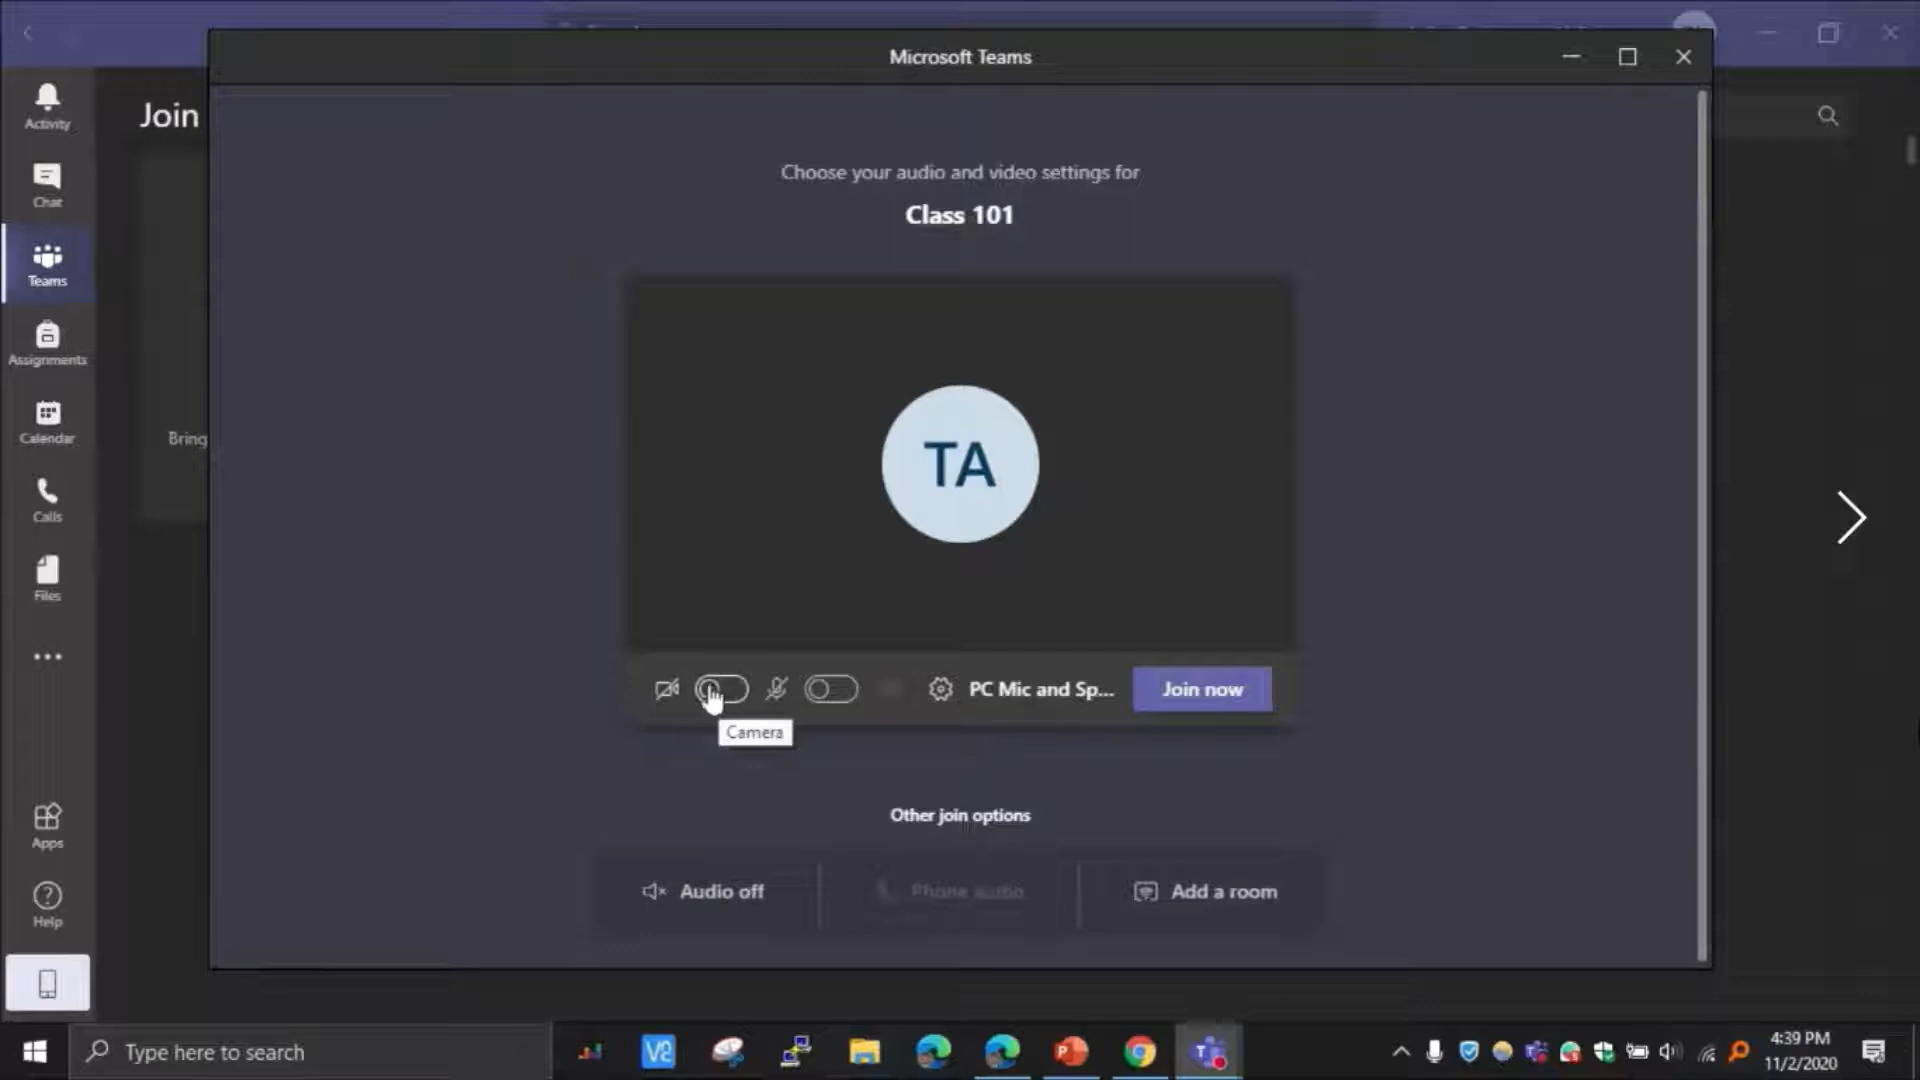 Microsoft Teams
Activity
Join
Chat
Choose your audio and video settings for
Class 101
Teams
Assignments
TA
Calendar
Bring
Calls
Files
PC Mic and Sp...
Join now
Camera
Other join options
Apps
Audio off
Phone audio
Add a room
Help
Type here to search
4:39 PM
11/2/2020